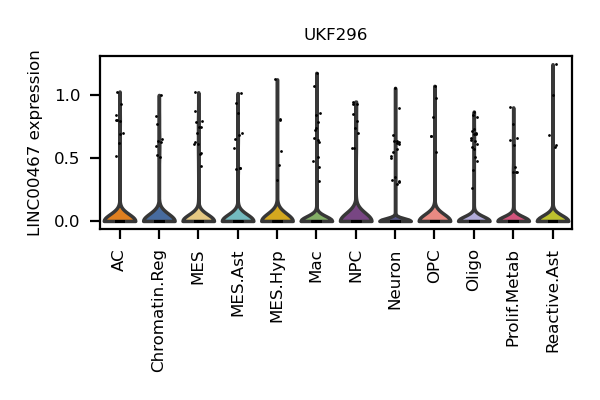 UKF296
LINC00467 expression
1.0
0.5
0.0
AC
Chromatin.Reg
MES
MES.Ast
MES.Hyp
Mac
NPC
Neuron
OPC
Oligo
Prolif.Metab
Reactive.Ast